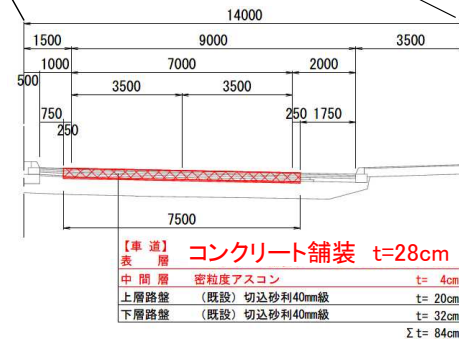 14000
1500 9000 3500
1000 7000 2000
500
3500 3500
750 250 1750
250
7500
【車 道】
表 層 コンクリート舗装 t=28cm
中 間 層 密粒度アスコン t= 4cm
上層路盤 (既設)切込砂利40mm級 t= 20cm
下層路盤 (既設)切込砂利40mm級 t= 32cm
Σt= 84cm